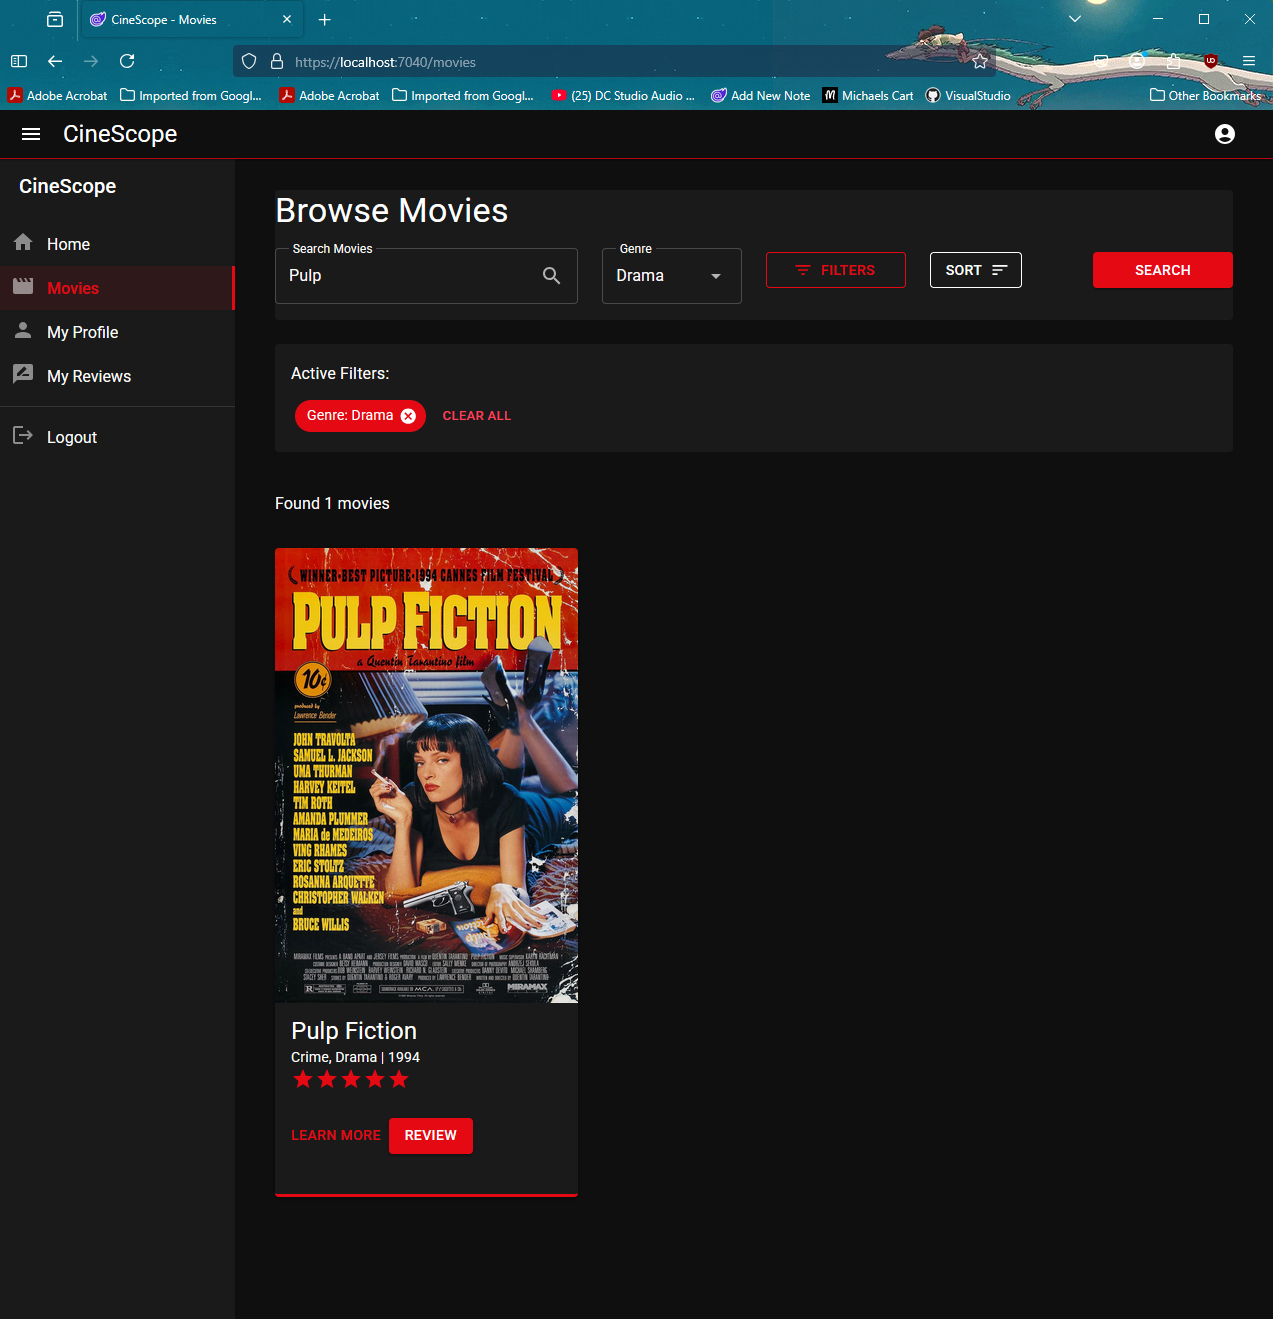 CineScope - Movies
https://localhost:7040/movies
Adobe Acrobat
Imported from Googl...
Adobe Acrobat
Imported from Googl...
(25) DC Studio Audio ...
Add New Note
Michaels Cart
VisualStudio
Other Bookmarks
CineScope
CineScope
Home
Movies
My Profile
My Reviews
Logout
Browse Movies
Search Movies
Pulp
Genre
Drama
FILTERS
SORT
SEARCH
Active Filters:
Genre: Drama
CLEAR ALL
Found 1 movies
WINNER-BEST PICTURE-1994 CANNES FILM FESTIVAL
PULP FICTION
a Quentin Tarantino film
10¢
produced by
Lawrence Bender
JOHN TRAVOLTA
SAMUEL L. JACKSON
UMA THURMAN
HARVEY KEITEL
TIM ROTH
AMANDA PLUMMER
MARIA de MEDEIROS
VING RHAMES
ERIC STOLTZ
ROSANNA ARQUETTE
CHRISTOPHER WALKEN
and
BRUCE WILLIS
MIRAMAX
Pulp Fiction
Crime, Drama | 1994
LEARN MORE
REVIEW